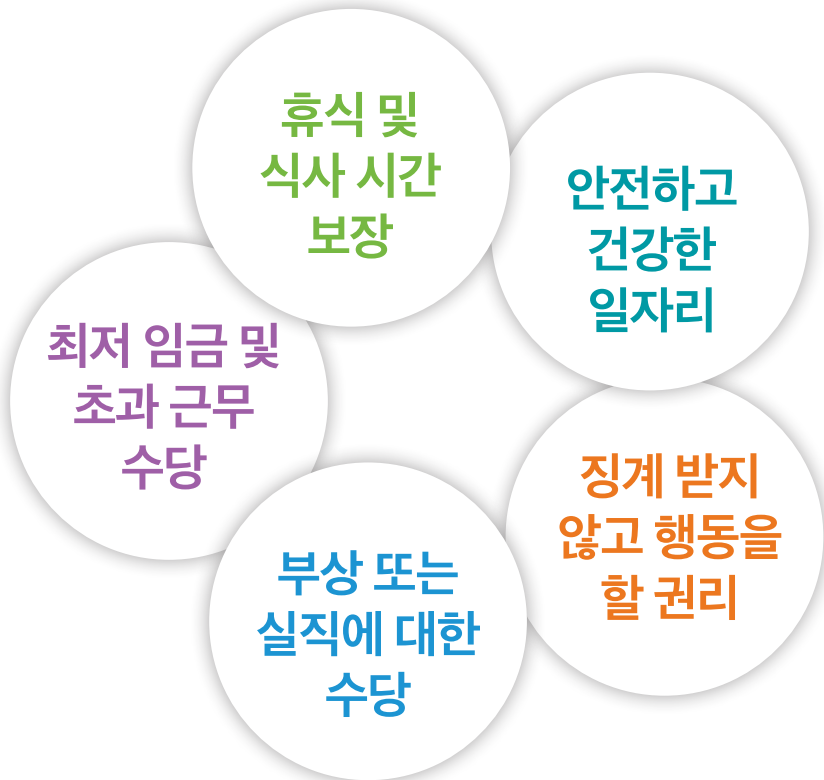 휴식 및
식사 시간
보장
안전하고
건강한
일자리
최저 임금 및
초과 근무
수당
징계 받지
않고 행동을
할 권리
부상 또는
실직에 대한
수당